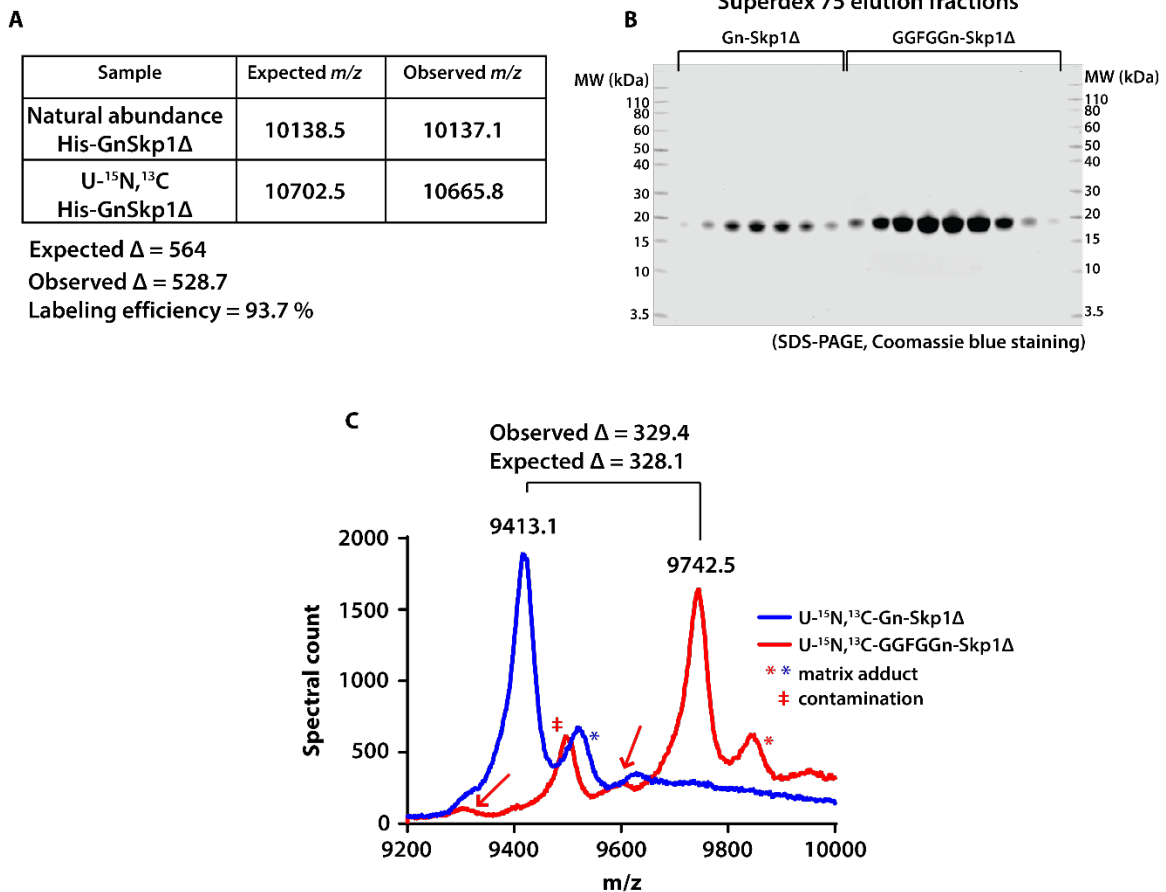 A
Sample Expected m/z Observed m/z
Natural abundance His-GnSkp1Δ 10138.5 10137.1
U-¹⁵N,¹³C His-GnSkp1Δ 10702.5 10665.8
Expected Δ = 564
Observed Δ = 528.7
Labeling efficiency = 93.7 %
Superdex 75 elution fractions
B
Gn-Skp1Δ GGFGGn-Skp1Δ
MW (kDa) MW (kDa)
110 110
80 80
60 60
50 50
40 40
30 30
20 20
15 15
10 10
3.5 3.5
(SDS-PAGE, Coomassie blue staining)
C
Observed Δ = 329.4
Expected Δ = 328.1
9413.1
9742.5
2000
1500
1000
500
0
Spectral count
U-¹⁵N,¹³C-Gn-Skp1Δ
U-¹⁵N,¹³C-GGFGGn-Skp1Δ
* * matrix adduct
‡ contamination
‡
*
*
9200 9400 9600 9800 10000
m/z